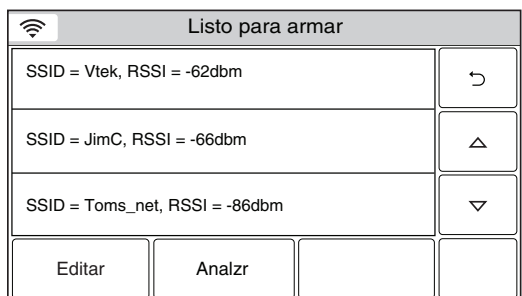 Listo para armar
SSID = Vtek, RSSI = -62dbm
SSID = JimC, RSSI = -66dbm
SSID = Toms_net, RSSI = -86dbm
Editar
Analzr